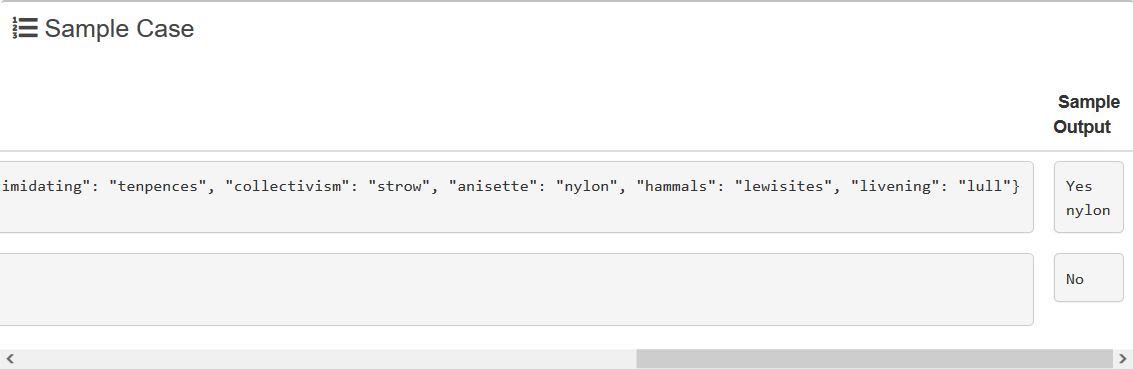 Sample Case
Sample
Output
imidating": "tenpences", "collectivism": "strow", "anisette": "nylon", "hammals": "lewisites", "livening": "lull"}
Yes
nylon
No